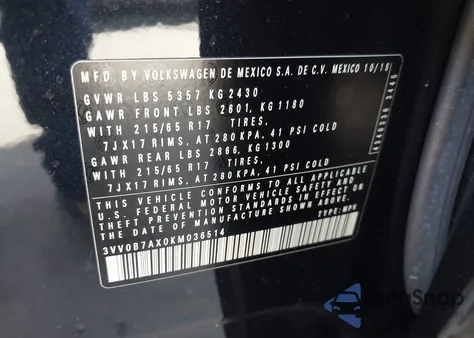 MFD. BY VOLKSWAGEN DE MEXICO S.A. DE C.V. MEXICO 10/18
GVWR LBS 5357 KG 2430
GAWR FRONT LBS 2601, KG 1180
WITH 215/65 R17 TIRES,
7JX17 RIMS, AT 280 KPA, 41 PSI COLD
GAWR REAR LBS 2866, KG 1300
WITH 215/65 R17 TIRES,
7JX17 RIMS, AT 280 KPA, 41 PSI COLD
THIS VEHICLE CONFORMS TO ALL APPLICABLE
U.S. FEDERAL MOTOR VEHICLE SAFETY AND
THEFT PREVENTION STANDARDS IN EFFECT ON
THE DATE OF MANUFACTURE SHOWN ABOVE
3VV0B7AX0KM036514 TYPE: MPV
AutoSnap